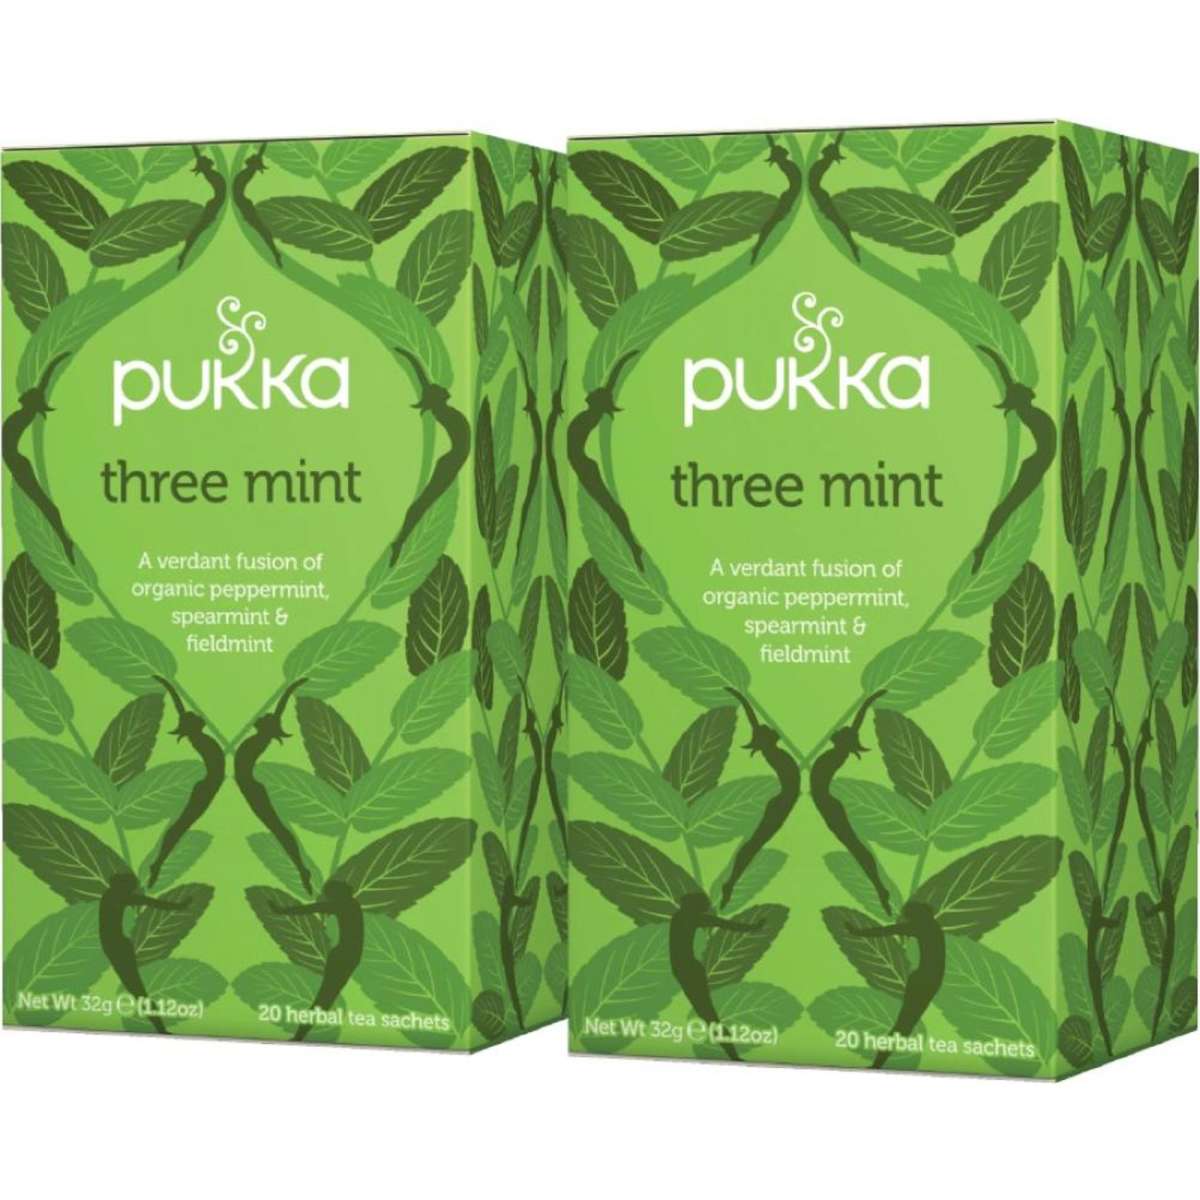 pukka
three mint
A verdant fusion of
organic peppermint,
spearmint &
fieldmint
Net Wt 32g ℮ (1.12oz)
20 herbal tea sachets
pukka
three mint
A verdant fusion of
organic peppermint,
spearmint &
fieldmint
Net Wt 32g ℮ (1.12oz)
20 herbal tea sachets